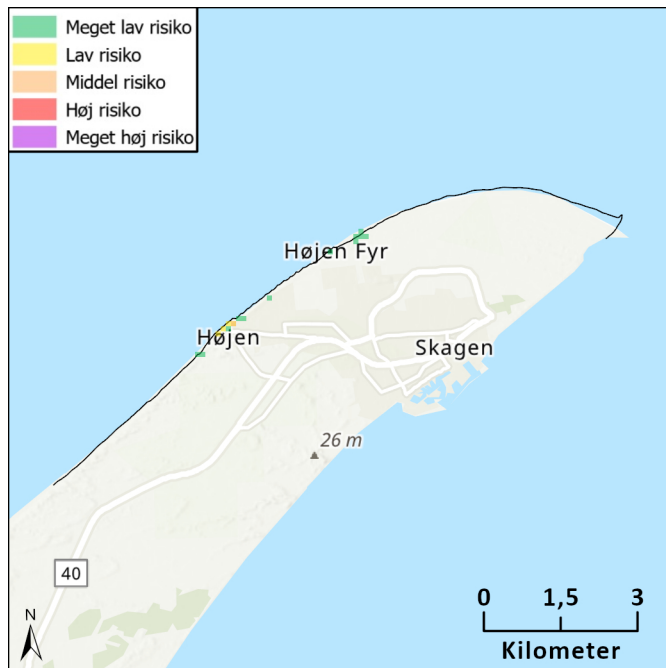 Meget lav risiko
Lav risiko
Middel risiko
Høj risiko
Meget høj risiko
Højen Fyr
Højen
Skagen
26 m
40
N
0 1,5 3
Kilometer